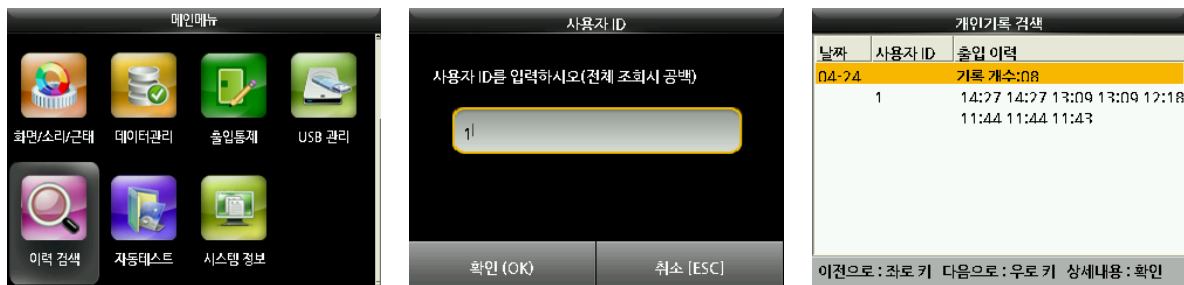 메인메뉴
화면/소리/근태
데이터관리
출입통제
USB 관리
이력 검색
자동테스트
시스템 정보
사용자 ID
사용자 ID를 입력하시오(전체 조회시 공백)
1
확인 (OK)
취소 [ESC]
개인기록 검색
날짜 사용자 ID 출입 이력
04-24 기록 개수:08
1 14:27 14:27 13:09 13:09 12:18
11:44 11:44 11:43
이전으로 : 좌로 키 다음으로 : 우로 키 상세내용 : 확인